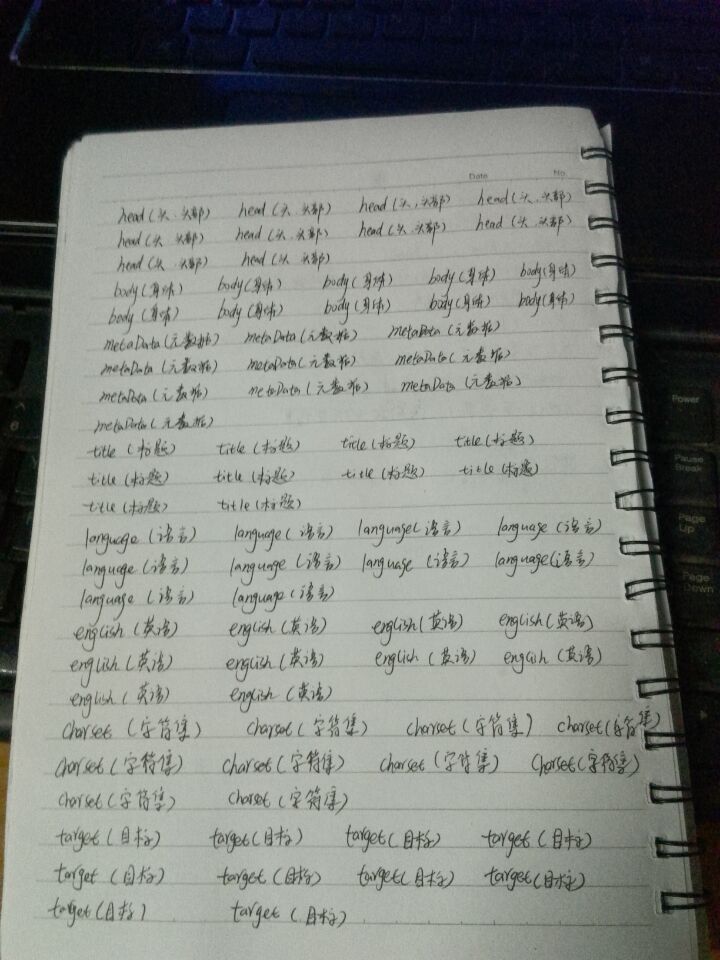 Date No.
head(头、头部) head(头、头部) head(头、头部) head(头、头部)
head(头、头部) head(头、头部) head(头、头部) head(头、头部)
head(头、头部) head(头、头部)
body(身体) body(身体) body(身体) body(身体) body(身体)
body(身体) body(身体) body(身体) body(身体) body(身体)
metaData(元数据) metaData(元数据) metaData(元数据)
metaData(元数据) metaData(元数据) metaData(元数据)
metaData(元数据) metaData(元数据) metaData(元数据)
metaData(元数据)
title(标题) title(标题) title(标题) title(标题)
title(标题) title(标题) title(标题) title(标题)
title(标题) title(标题)
language(语言) language(语言) language(语言) language(语言)
language(语言) language(语言) language(语言) language(语言)
language(语言) language(语言)
english(英语) english(英语) english(英语) english(英语)
english(英语) english(英语) english(英语) english(英语)
english(英语) english(英语)
charset(字符集) charset(字符集) charset(字符集) charset(字符集)
charset(字符集) charset(字符集) charset(字符集) charset(字符集)
charset(字符集) charset(字符集)
target(目标) target(目标) target(目标) target(目标)
target(目标) target(目标) target(目标) target(目标)
target(目标) target(目标)
Power
Pause
Break
Page
Up
Page
Down